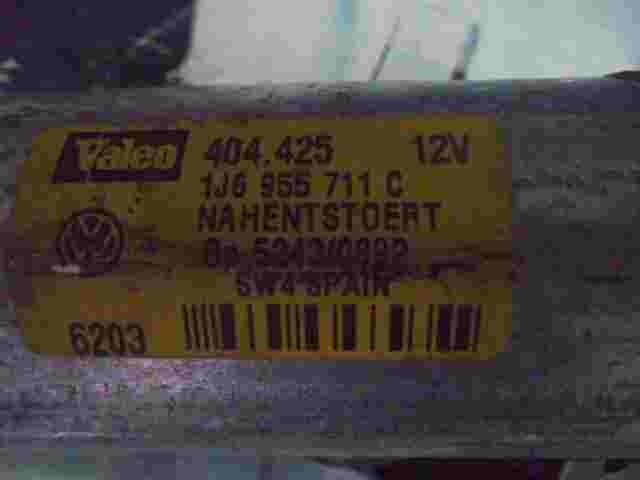 Valeo 404.425 12V
1J6 955 711 C
NAHENTSTOERT
SW4 SPAIN
6203